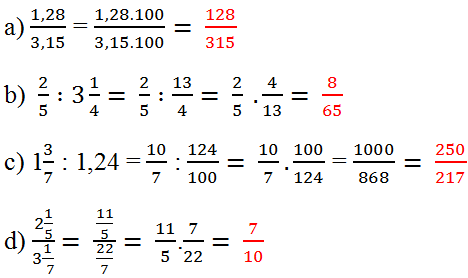 a) 1,28/3,15 = 1,28.100/3,15.100 = 128/315
b) 2/5 : 3 1/4 = 2/5 : 13/4 = 2/5 . 4/13 = 8/65
c) 1 3/7 : 1,24 = 10/7 : 124/100 = 10/7 . 100/124 = 1000/868 = 250/217
d) (2 1/5)/(3 1/7) = (11/5)/(22/7) = 11/5 . 7/22 = 7/10